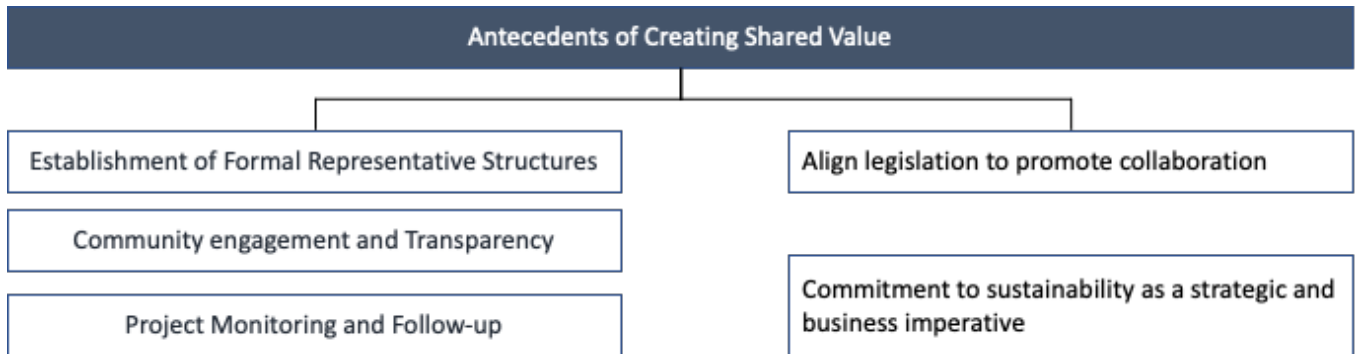 Antecedents of Creating Shared Value
Establishment of Formal Representative Structures
Community engagement and Transparency
Project Monitoring and Follow-up
Align legislation to promote collaboration
Commitment to sustainability as a strategic and
business imperative